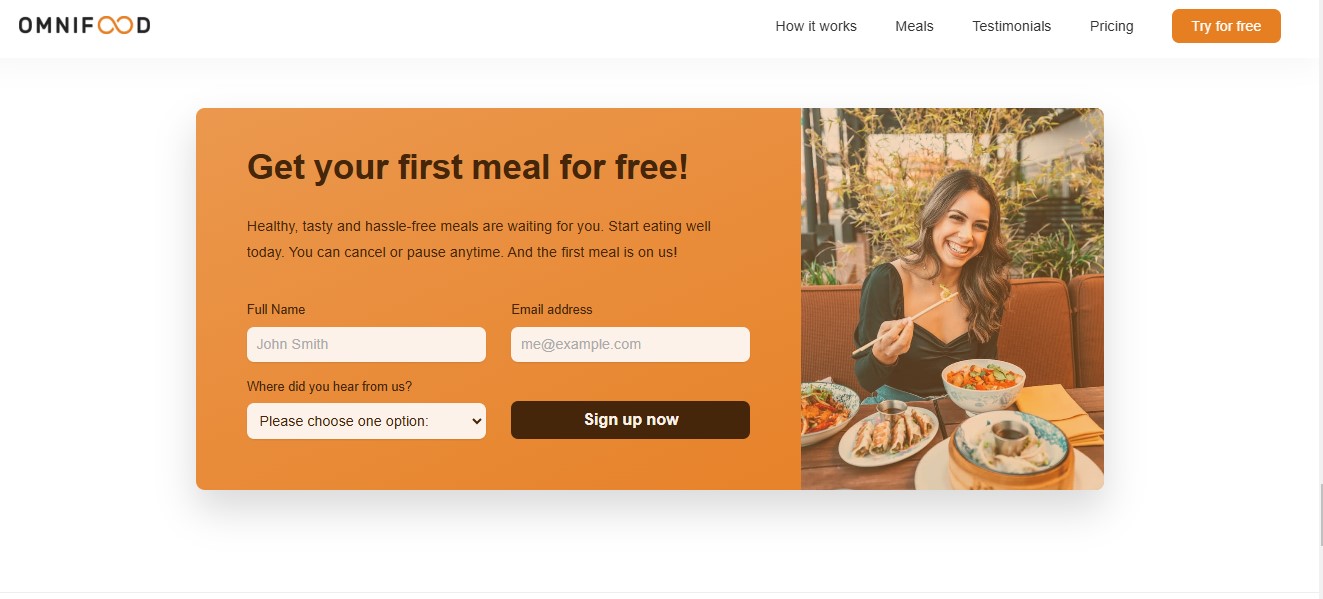 OMNIFOOD
How it works
Meals
Testimonials
Pricing
Try for free
Get your first meal for free!
Healthy, tasty and hassle-free meals are waiting for you. Start eating well
today. You can cancel or pause anytime. And the first meal is on us!
Full Name
Email address
John Smith
me@example.com
Where did you hear from us?
Please choose one option:
Sign up now